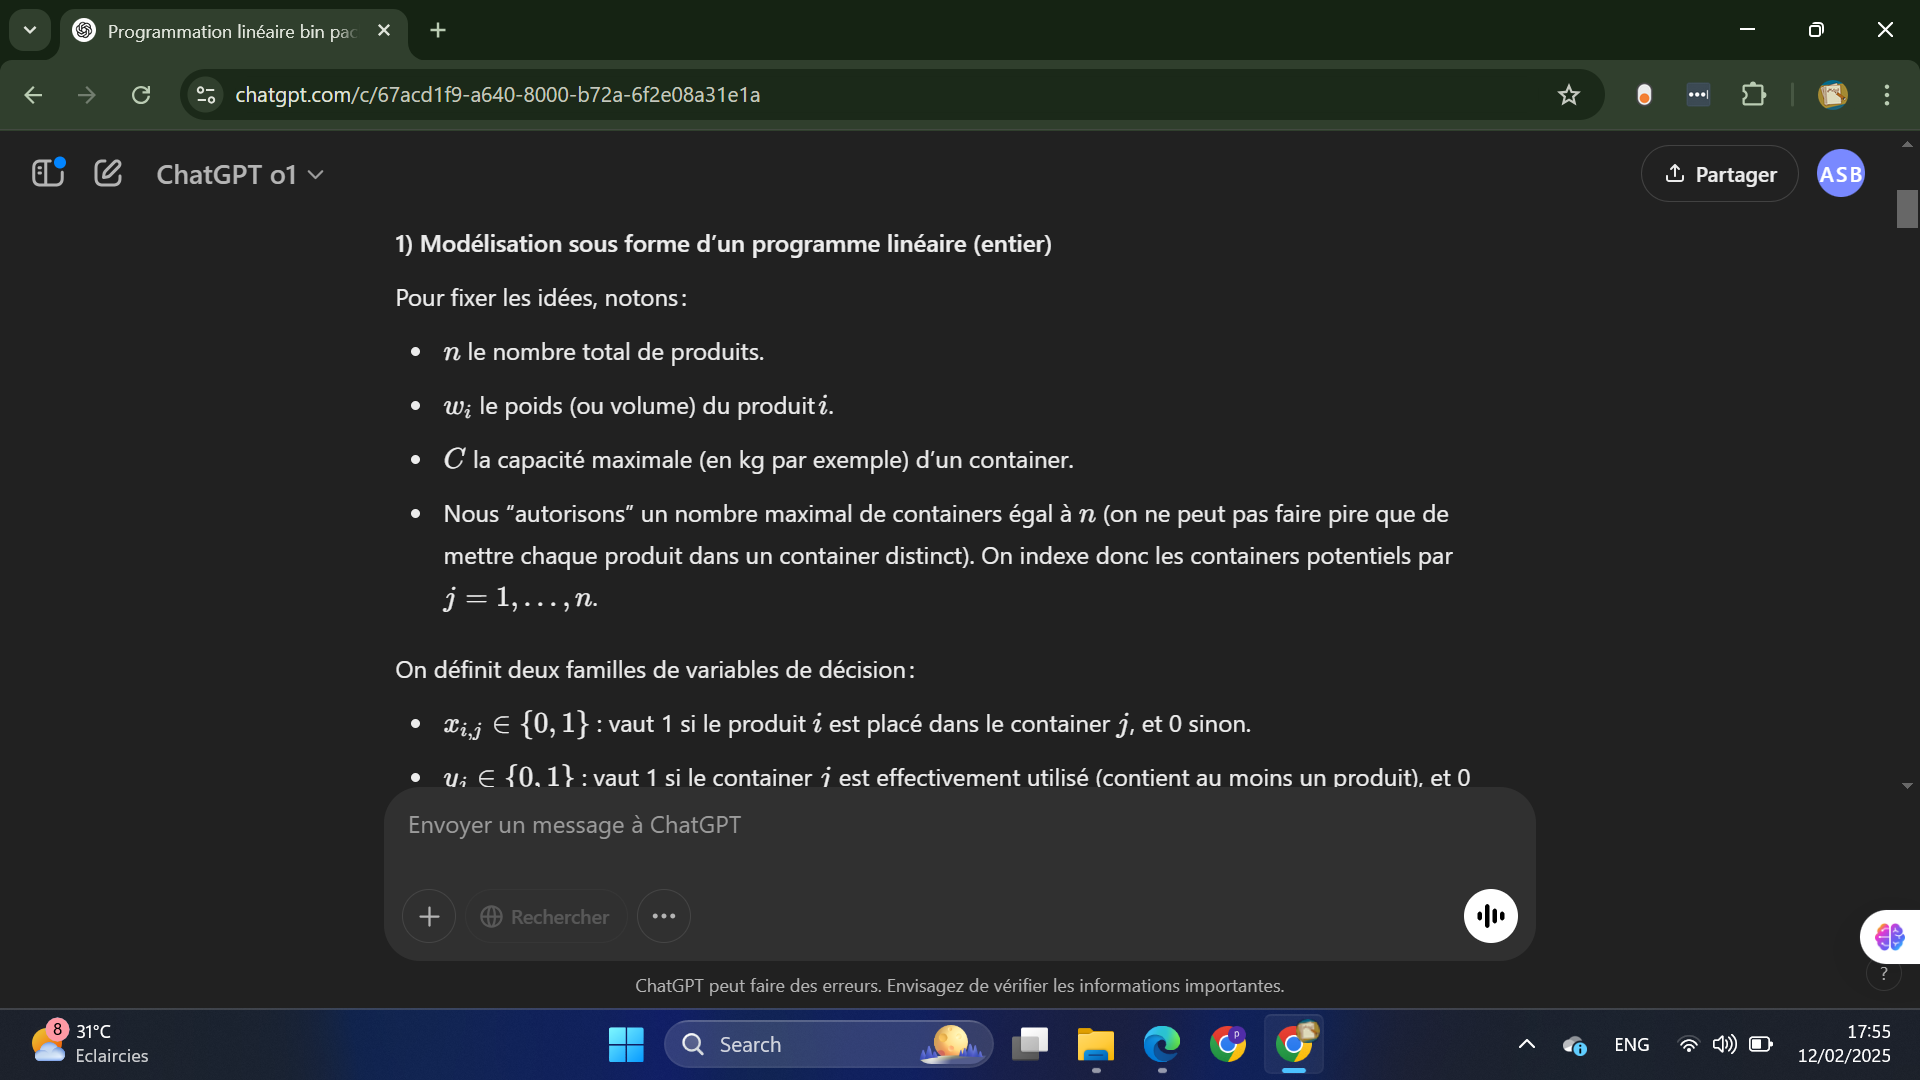 Programmation linéaire bin pac
chatgpt.com/c/67acd1f9-a640-8000-b72a-6f2e08a31e1a
ChatGPT o1
Partager
ASB
1) Modélisation sous forme d’un programme linéaire (entier)
Pour fixer les idées, notons :
• n le nombre total de produits.
• wᵢ le poids (ou volume) du produit i.
• C la capacité maximale (en kg par exemple) d’un container.
• Nous “autorisons” un nombre maximal de containers égal à n (on ne peut pas faire pire que de
mettre chaque produit dans un container distinct). On indexe donc les containers potentiels par
j = 1, . . . , n.
On définit deux familles de variables de décision :
• x_{i,j} ∈ {0, 1} : vaut 1 si le produit i est placé dans le container j, et 0 sinon.
• y_j ∈ {0, 1} : vaut 1 si le container j est effectivement utilisé (contient au moins un produit), et 0
Envoyer un message à ChatGPT
Rechercher
ChatGPT peut faire des erreurs. Envisagez de vérifier les informations importantes.
?
8
31°C
Eclaircies
Search
p
ENG
17:55
12/02/2025